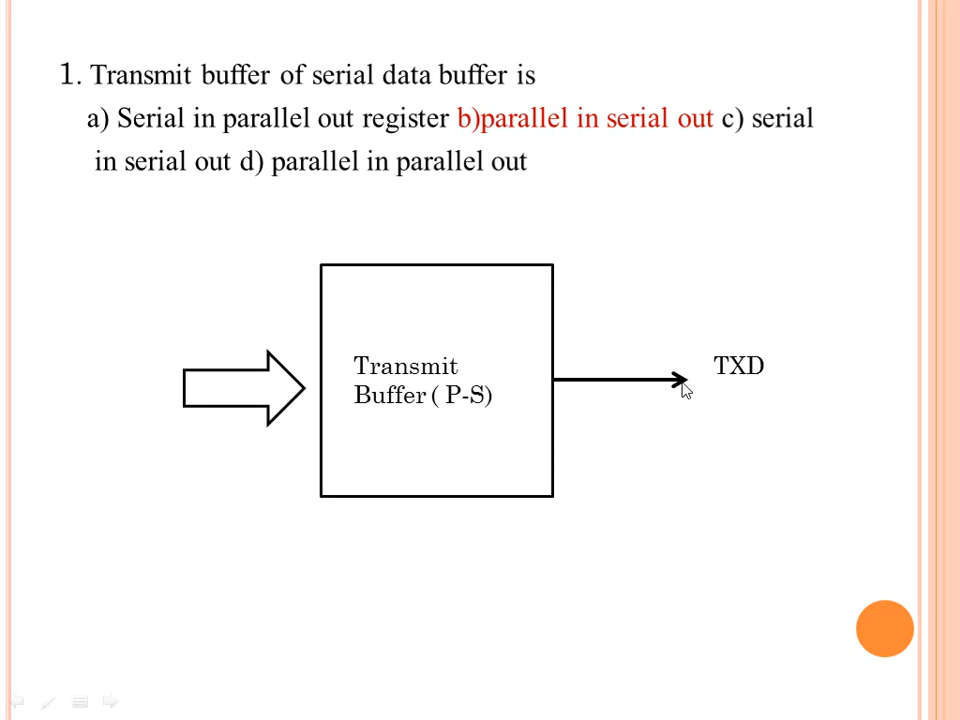 1. Transmit buffer of serial data buffer is
a) Serial in parallel out register b)parallel in serial out c) serial
in serial out d) parallel in parallel out
Transmit
Buffer ( P-S)
TXD